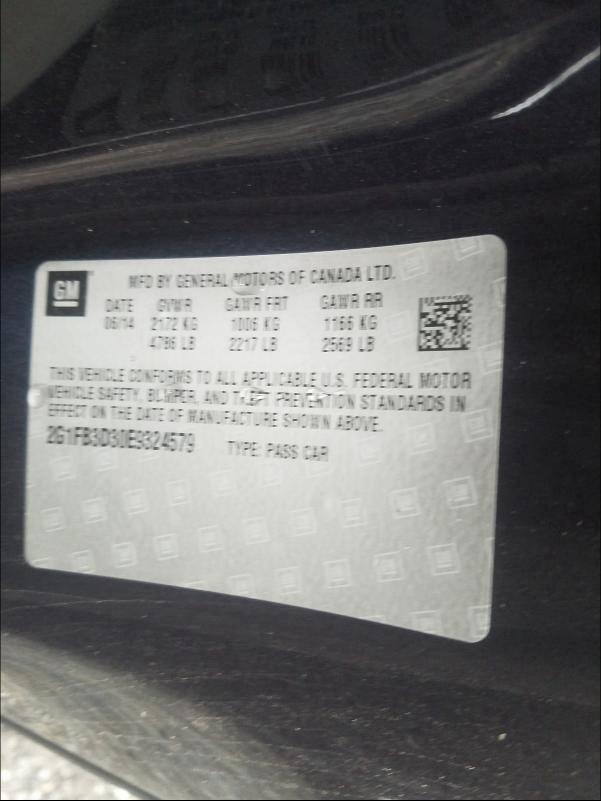 GM
MFD BY GENERAL MOTORS OF CANADA LTD.
DATE GVWR GAWR FRT GAWR RR
06/14 2172 KG 1006 KG 1166 KG
4786 LB 2217 LB 2569 LB
THIS VEHICLE CONFORMS TO ALL APPLICABLE U.S. FEDERAL MOTOR
VEHICLE SAFETY, BUMPER, AND THEFT PREVENTION STANDARDS IN
EFFECT ON THE DATE OF MANUFACTURE SHOWN ABOVE.
2G1FB3D30E9324579 TYPE: PASS CAR